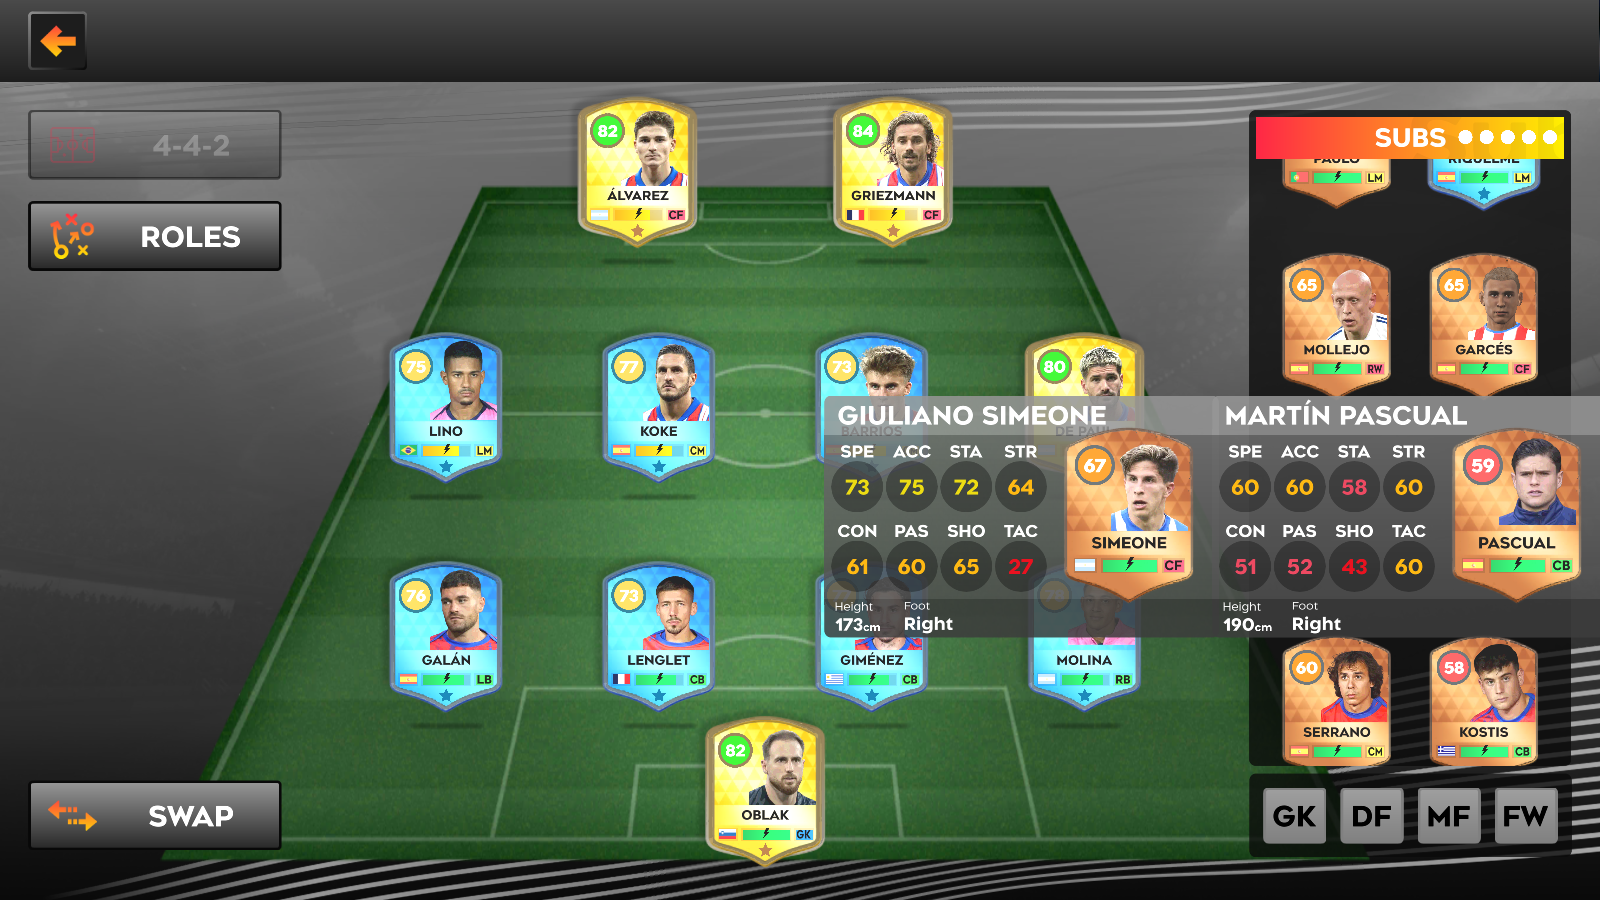 4-4-2
ROLES
82
ÁLVAREZ
CF
84
GRIEZMANN
CF
SUBS
PAULO
LM
RIQUELME
LM
65
MOLLEJO
RW
65
GARCÉS
CF
75
LINO
LM
77
KOKE
CM
73
BARRIOS
80
DE PAUL
GIULIANO SIMEONE
SPE ACC STA STR
73 75 72 64
CON PAS SHO TAC
61 60 65 27
Height Foot
173cm Right
67
SIMEONE
CF
MARTÍN PASCUAL
SPE ACC STA STR
60 60 58 60
CON PAS SHO TAC
51 52 43 60
Height Foot
190cm Right
59
PASCUAL
CB
76
GALÁN
LB
73
LENGLET
CB
GIMÉNEZ
CB
MOLINA
RB
60
SERRANO
CM
58
KOSTIS
CB
82
OBLAK
GK
SWAP
GK DF MF FW